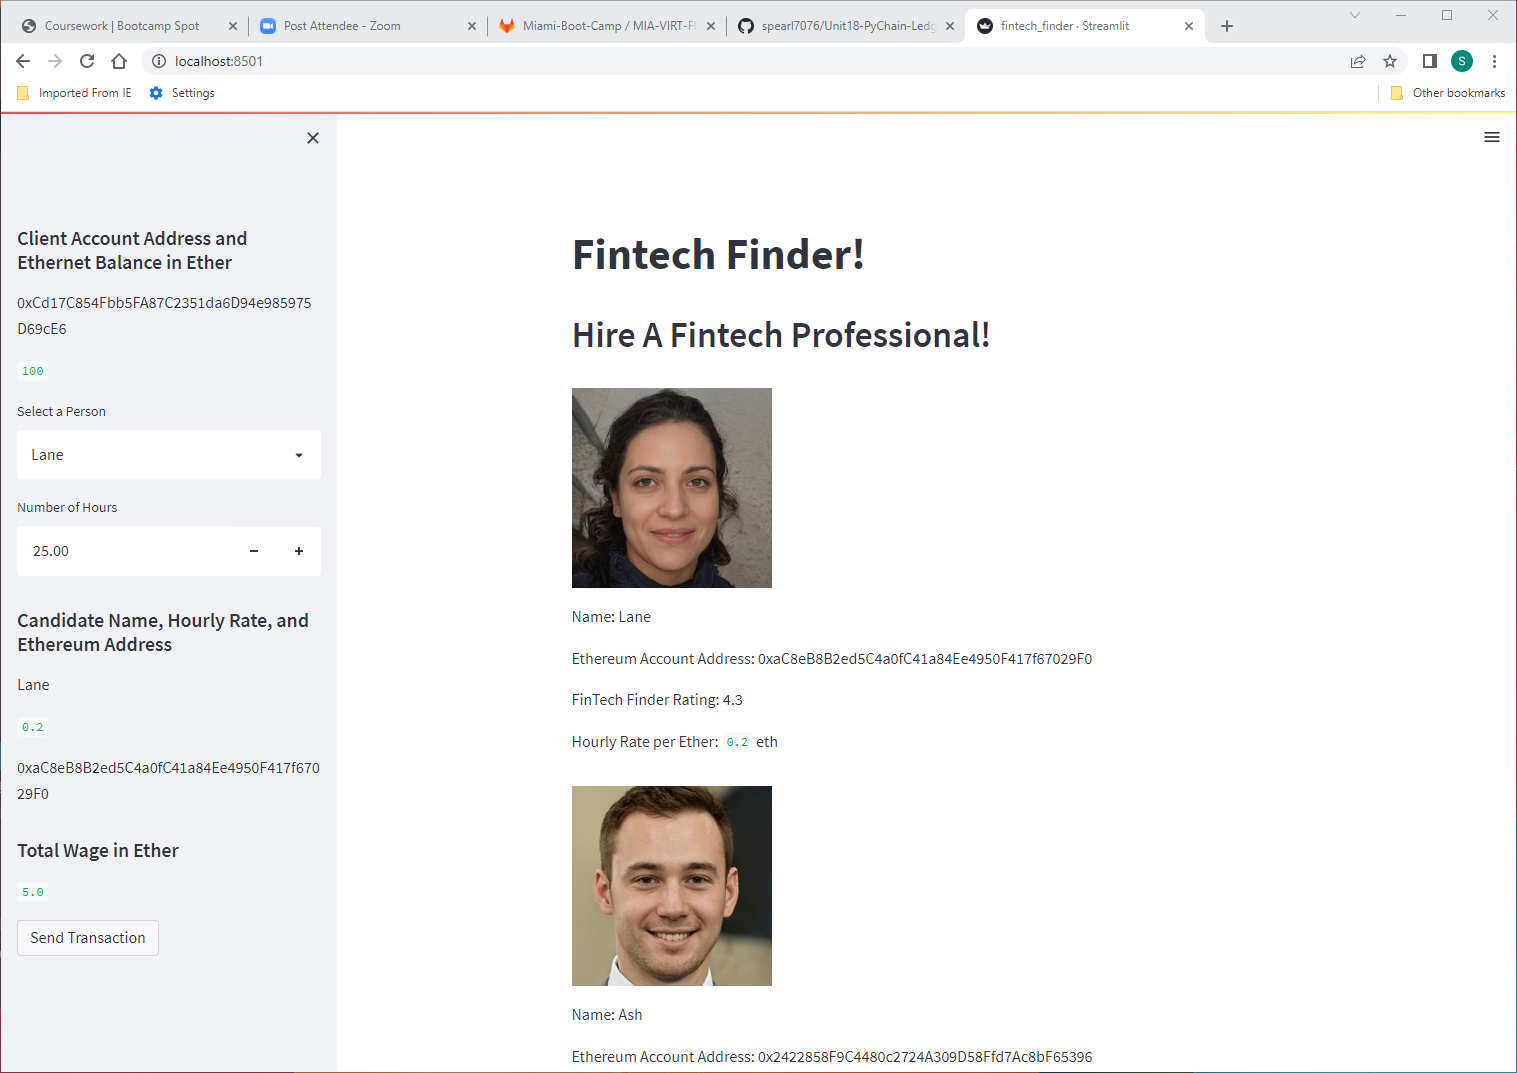 Coursework | Bootcamp Spot
Post Attendee - Zoom
Miami-Boot-Camp / MIA-VIRT-F
spearl7076/Unit18-PyChain-Ledg
fintech_finder · Streamlit
localhost:8501
S
Imported From IE
Settings
Other bookmarks
Client Account Address and
Ethernet Balance in Ether
0xCd17C854Fbb5FA87C2351da6D94e985975
D69cE6
100
Select a Person
Lane
Number of Hours
25.00
Candidate Name, Hourly Rate, and
Ethereum Address
Lane
0.2
0xaC8eB8B2ed5C4a0fC41a84Ee4950F417f670
29F0
Total Wage in Ether
5.0
Send Transaction
Fintech Finder!
Hire A Fintech Professional!
Name: Lane
Ethereum Account Address: 0xaC8eB8B2ed5C4a0fC41a84Ee4950F417f67029F0
FinTech Finder Rating: 4.3
Hourly Rate per Ether: 0.2 eth
Name: Ash
Ethereum Account Address: 0x2422858F9C4480c2724A309D58Ffd7Ac8bF65396